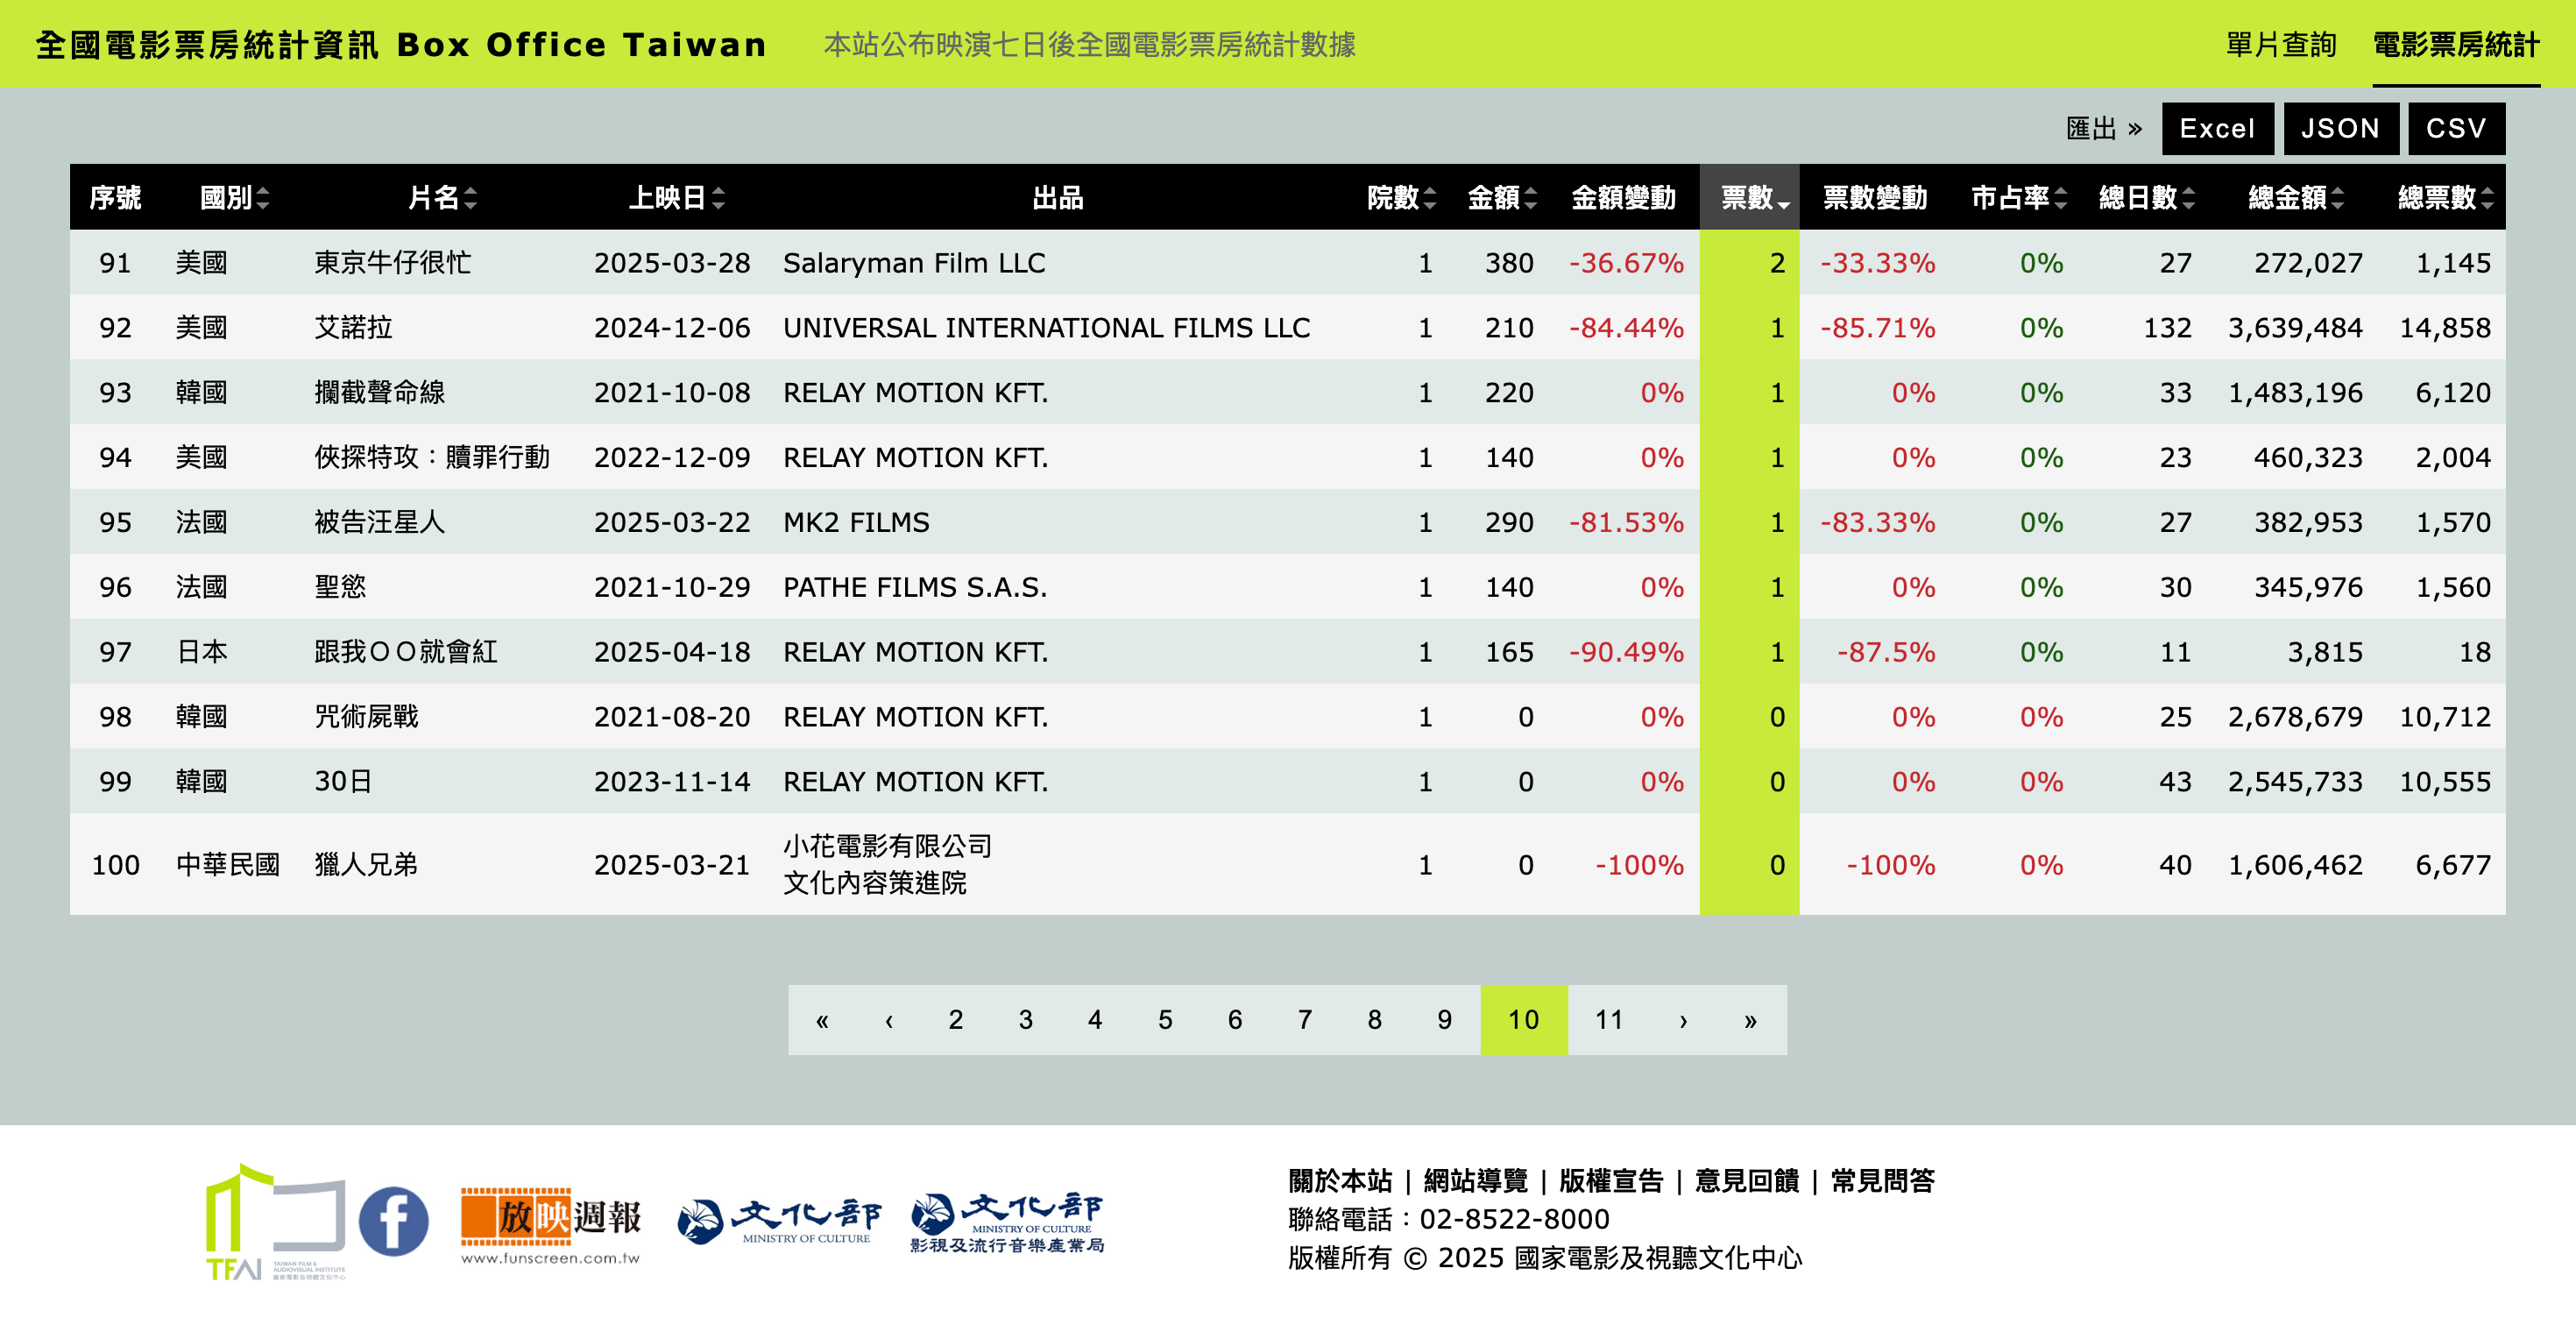 全國電影票房統計資訊 Box Office Taiwan 本站公布映演七日後全國電影票房統計數據 單片查詢 電影票房統計
匯出 » Excel JSON CSV
序號 國別 片名 上映日 出品 院數 金額 金額變動 票數 票數變動 市占率 總日數 總金額 總票數
91 美國 東京牛仔很忙 2025-03-28 Salaryman Film LLC 1 380 -36.67% 2 -33.33% 0% 27 272,027 1,145
92 美國 艾諾拉 2024-12-06 UNIVERSAL INTERNATIONAL FILMS LLC 1 210 -84.44% 1 -85.71% 0% 132 3,639,484 14,858
93 韓國 攔截聲命線 2021-10-08 RELAY MOTION KFT. 1 220 0% 1 0% 0% 33 1,483,196 6,120
94 美國 俠探特攻：贖罪行動 2022-12-09 RELAY MOTION KFT. 1 140 0% 1 0% 0% 23 460,323 2,004
95 法國 被告汪星人 2025-03-22 MK2 FILMS 1 290 -81.53% 1 -83.33% 0% 27 382,953 1,570
96 法國 聖慾 2021-10-29 PATHE FILMS S.A.S. 1 140 0% 1 0% 0% 30 345,976 1,560
97 日本 跟我ＯＯ就會紅 2025-04-18 RELAY MOTION KFT. 1 165 -90.49% 1 -87.5% 0% 11 3,815 18
98 韓國 咒術屍戰 2021-08-20 RELAY MOTION KFT. 1 0 0% 0 0% 0% 25 2,678,679 10,712
99 韓國 30日 2023-11-14 RELAY MOTION KFT. 1 0 0% 0 0% 0% 43 2,545,733 10,555
100 中華民國 獵人兄弟 2025-03-21 小花電影有限公司 1 0 -100% 0 -100% 0% 40 1,606,462 6,677
文化內容策進院
« ‹ 2 3 4 5 6 7 8 9 10 11 › »
TFAI
TAIWAN FILM &
AUDIOVISUAL INSTITUTE
國家電影及視聽文化中心
f
放映週報
www.funscreen.com.tw
文化部
MINISTRY OF CULTURE
文化部
MINISTRY OF CULTURE
影視及流行音樂產業局
關於本站 | 網站導覽 | 版權宣告 | 意見回饋 | 常見問答
聯絡電話：02-8522-8000
版權所有 © 2025 國家電影及視聽文化中心